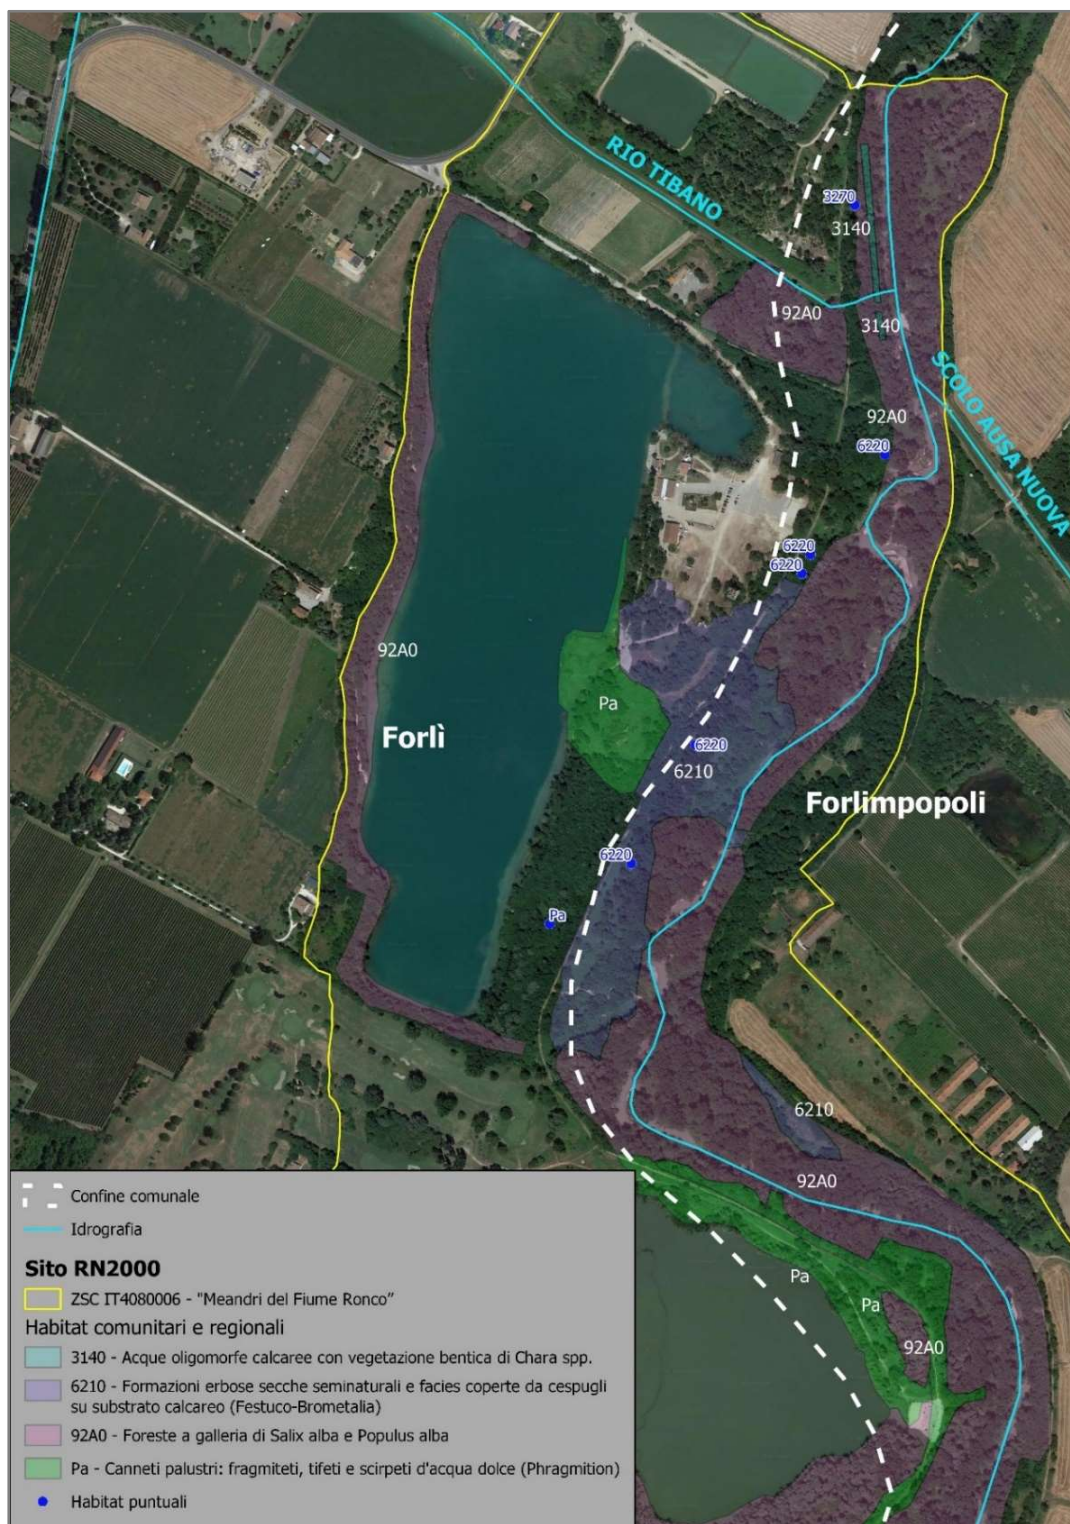 RIO TIBANO
3270
3140
92A0
3140
SCOLO AUSA NUOVA
92A0
6220
6220
6220
92A0
Pa
Forlì
6220
6210
Forlimpopoli
6220
Pa
6210
92A0
Pa
Pa
92A0
Confine comunale
Idrografia
Sito RN2000
ZSC IT4080006 - "Meandri del Fiume Ronco"
Habitat comunitari e regionali
3140 - Acque oligomorfe calcaree con vegetazione bentica di Chara spp.
6210 - Formazioni erbose secche seminaturali e facies coperte da cespugli
su substrato calcareo (Festuco-Brometalia)
92A0 - Foreste a galleria di Salix alba e Populus alba
Pa - Canneti palustri: fragmiteti, tifeti e scirpeti d'acqua dolce (Phragmition)
Habitat puntuali